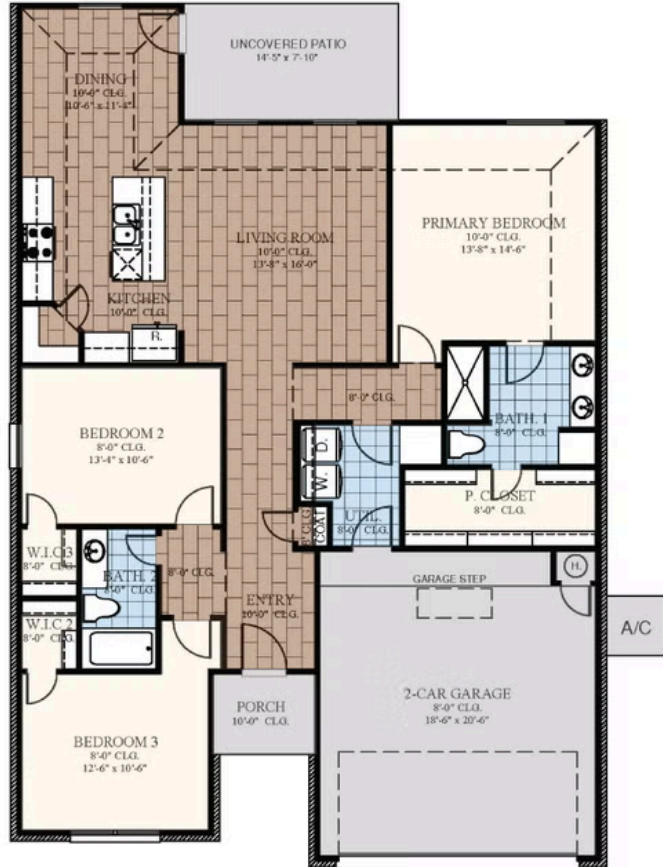 UNCOVERED PATIO
14'-5" x 7'-10"
DINING
10'-0" CLG.
10'-6" x 11'-4"
LIVING ROOM
10'-0" CLG.
13'-8" x 16'-0"
PRIMARY BEDROOM
10'-0" CLG.
13'-8" x 14'-6"
KITCHEN
10'-0" CLG.
R.
8'-0" CLG.
BATH. 1
8'-0" CLG.
BEDROOM 2
8'-0" CLG.
13'-4" x 10'-6"
D.
W.
UTIL.
8'-0" CLG.
P. CLOSET
8'-0" CLG.
8'-0" CLG.
COAT
W.I.C 3
8'-0" CLG.
BATH. 2
8'-0" CLG.
8'-0" CLG.
ENTRY
10'-0" CLG.
GARAGE STEP
H.
A/C
W.I.C 2
8'-0" CLG.
PORCH
10'-0" CLG.
2-CAR GARAGE
8'-0" CLG.
18'-6" x 20'-6"
BEDROOM 3
8'-0" CLG.
12'-6" x 10'-6"